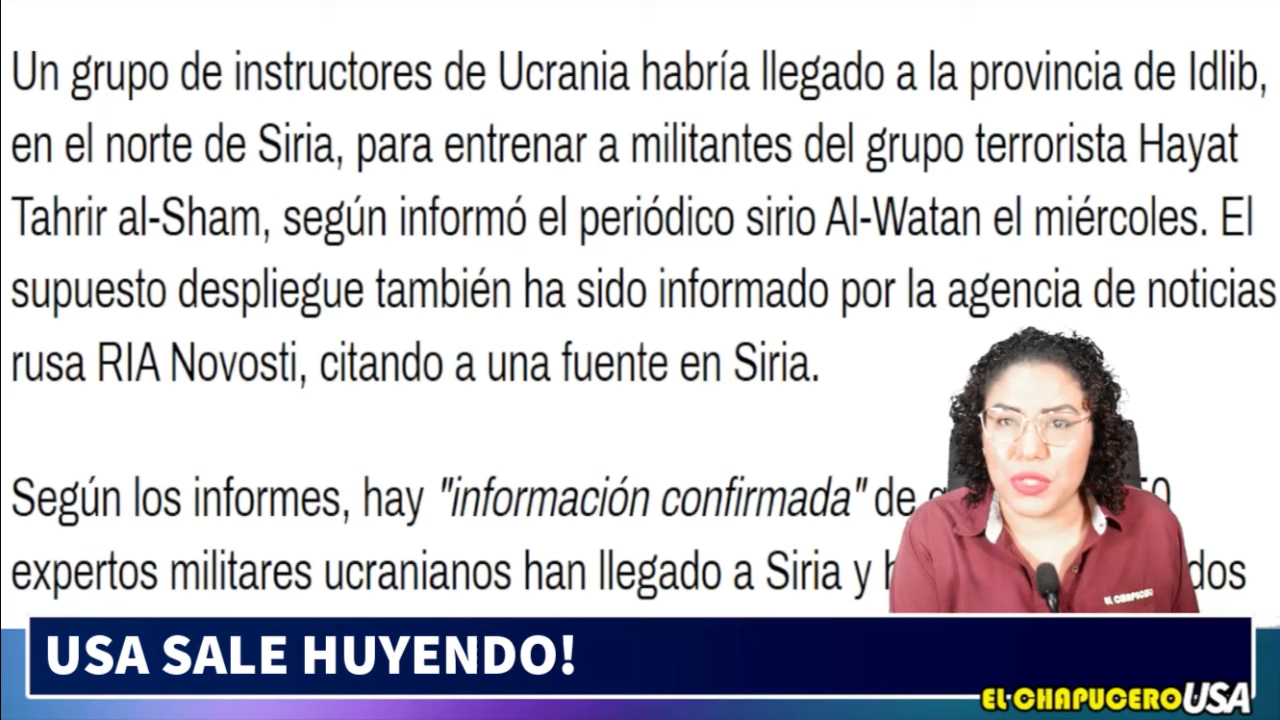 Un grupo de instructores de Ucrania habría llegado a la provincia de Idlib,
en el norte de Siria, para entrenar a militantes del grupo terrorista Hayat
Tahrir al-Sham, según informó el periódico sirio Al-Watan el miércoles. El
supuesto despliegue también ha sido informado por la agencia de noticias
rusa RIA Novosti, citando a una fuente en Siria.
Según los informes, hay "información confirmada" de
expertos militares ucranianos han llegado a Siria y
EL CHAPUCERO
USA SALE HUYENDO!
EL CHAPUCERO USA